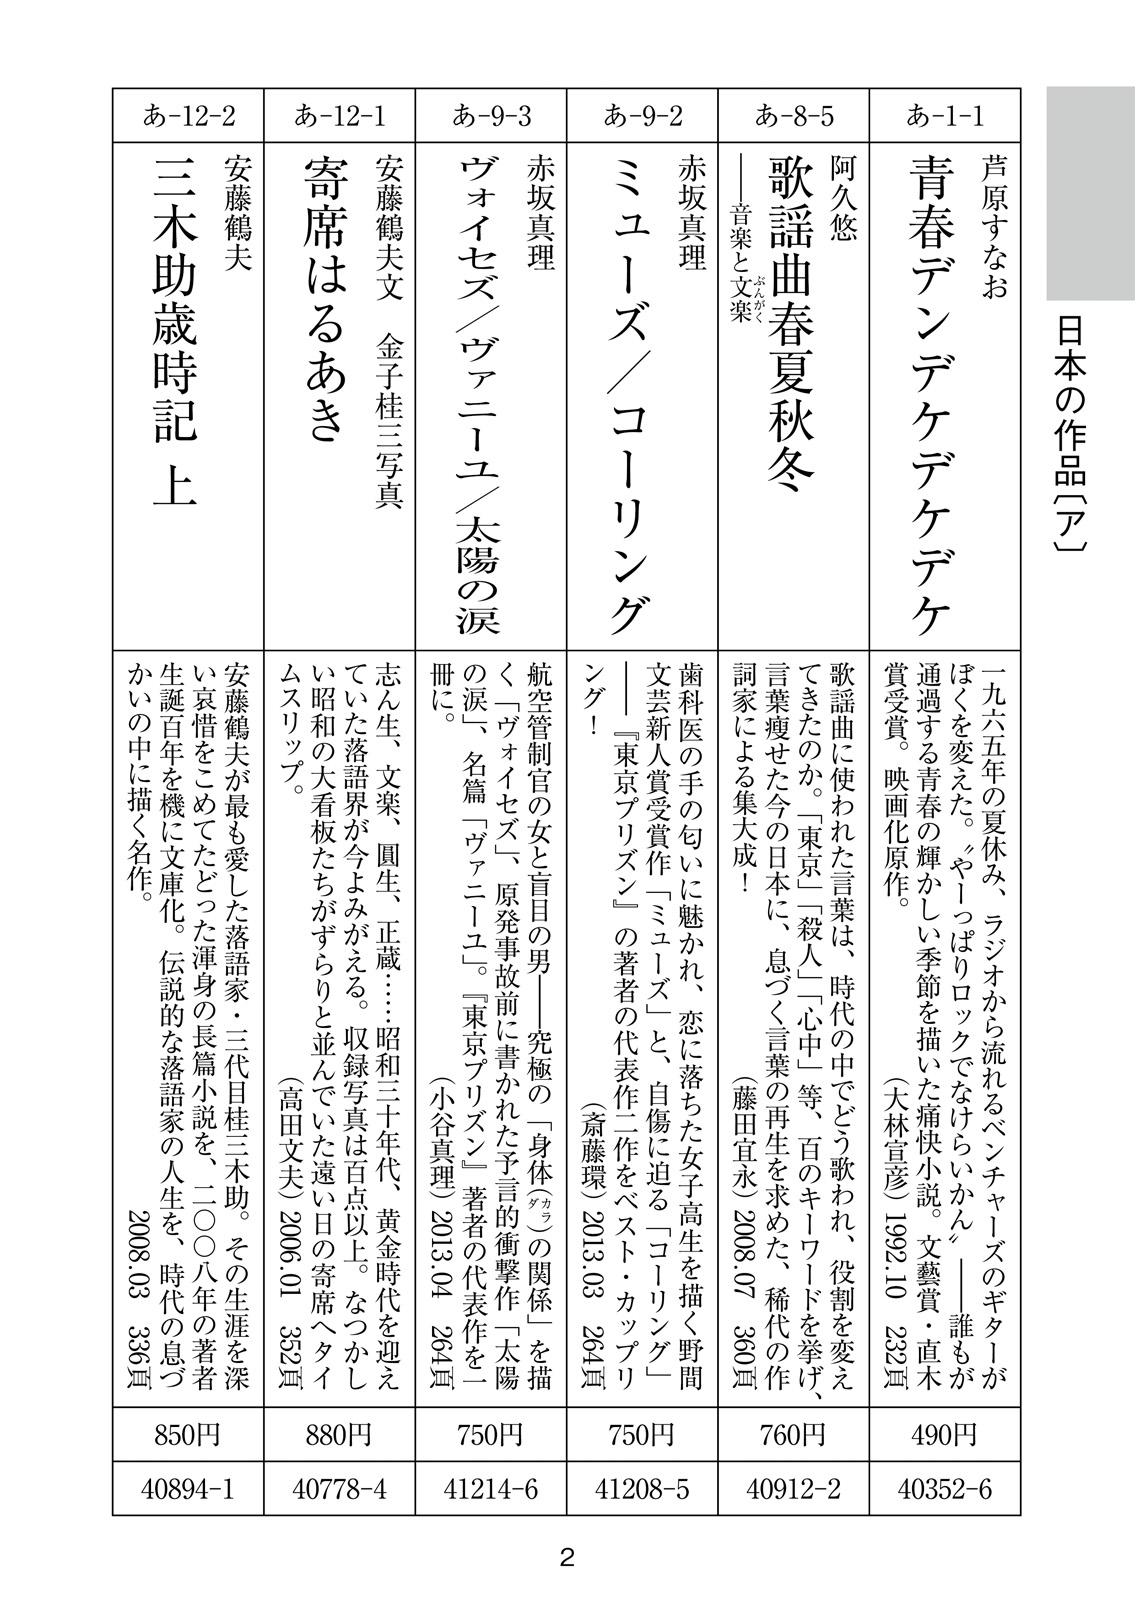 日本の作品〔ア〕
あ-1-1
芦原すなお
青春デンデケデケデケ
一九六五年の夏休み、ラジオから流れるベンチャーズのギターが
ぼくを変えた。〝やーっぱりロックでなけらいかん〟――誰もが
通過する青春の輝かしい季節を描いた痛快小説。文藝賞・直木
賞受賞。映画化原作。
（大林宣彦）1992.10 232頁
490円
40352-6
あ-8-5
阿久悠
歌謡曲春夏秋冬
――音楽と文楽
ぶんがく
歌謡曲に使われた言葉は、時代の中でどう歌われ、役割を変え
てきたのか。「東京」「殺人」「心中」等、百のキーワードを挙げ、
言葉痩せた今の日本に、息づく言葉の再生を求めた、稀代の作
詞家による集大成！
（藤田宜永）2008.07 360頁
760円
40912-2
あ-9-2
赤坂真理
ミューズ／コーリング
歯科医の手の匂いに魅かれ、恋に落ちた女子高生を描く野間
文芸新人賞受賞作「ミューズ」と、自傷に迫る「コーリング」
――『東京プリズン』の著者の代表作二作をベスト・カップリ
ング！
（斎藤環）2013.03 264頁
750円
41208-5
あ-9-3
赤坂真理
ヴォイセズ／ヴァニーユ／太陽の涙
航空管制官の女と盲目の男――究極の「身体（カラダ）の関係」を描
く「ヴォイセズ」、原発事故前に書かれた予言的衝撃作「太陽
の涙」、名篇「ヴァニーユ」。『東京プリズン』著者の代表作を一
冊に。
（小谷真理）2013.04 264頁
750円
41214-6
あ-12-1
安藤鶴夫文 金子桂三写真
寄席はるあき
志ん生、文楽、圓生、正蔵……昭和三十年代、黄金時代を迎え
ていた落語界が今よみがえる。収録写真は百点以上。なつかし
い昭和の大看板たちがずらりと並んでいた遠い日の寄席へタイ
ムスリップ。
（高田文夫）2006.01 352頁
880円
40778-4
あ-12-2
安藤鶴夫
三木助歳時記 上
安藤鶴夫が最も愛した落語家・三代目桂三木助。その生涯を深
い哀惜をこめてたどった渾身の長篇小説を、二〇〇八年の著者
生誕百年を機に文庫化。伝説的な落語家の人生を、時代の息づ
かいの中に描く名作。
2008.03 336頁
850円
40894-1
2